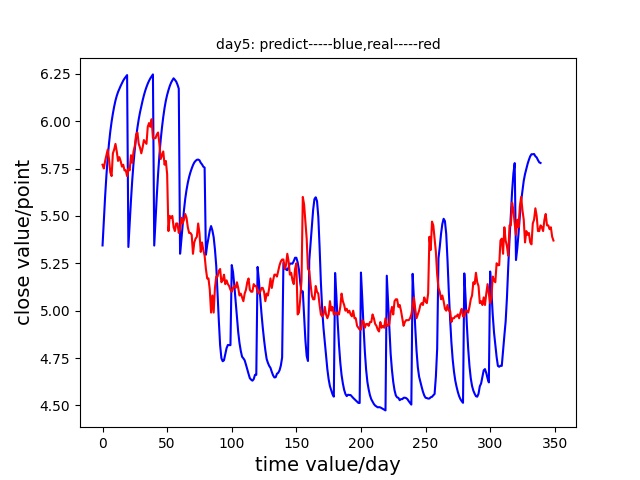 day5: predict-----blue,real-----red
6.25
6.00
5.75
5.50
5.25
5.00
4.75
4.50
close value/point
0 50 100 150 200 250 300 350
time value/day